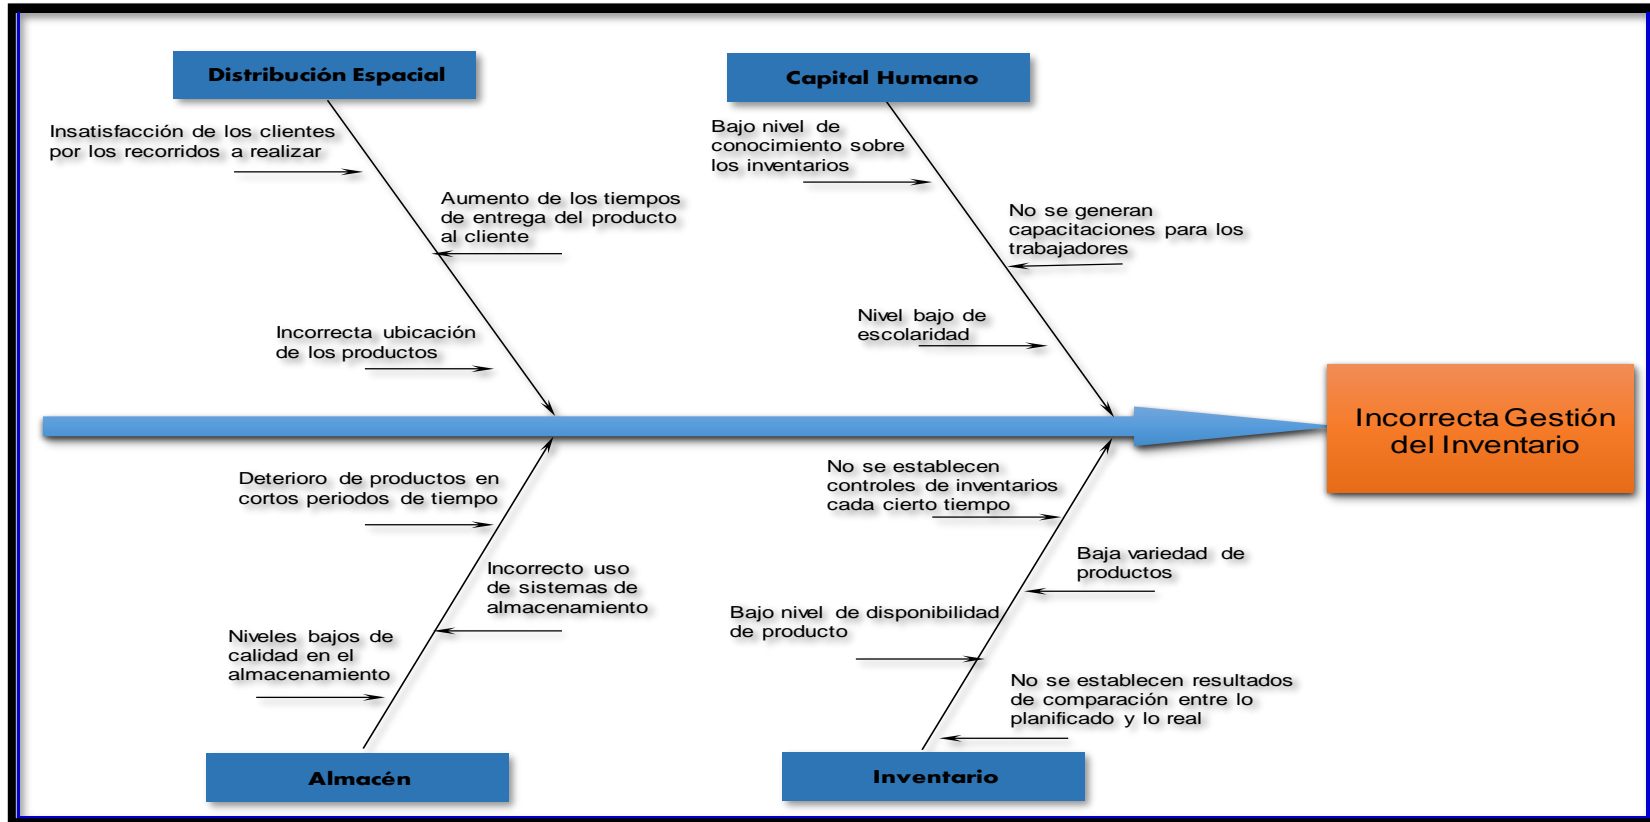 Distribución Espacial
Capital Humano
Insatisfacción de los clientes
por los recorridos a realizar
Aumento de los tiempos
de entrega del producto
al cliente
Incorrecta ubicación
de los productos
Bajo nivel de
conocimiento sobre
los inventarios
No se generan
capacitaciones para los
trabajadores
Nivel bajo de
escolaridad
Incorrecta Gestión
del Inventario
Deterioro de productos en
cortos periodos de tiempo
Incorrecto uso
de sistemas de
almacenamiento
Niveles bajos de
calidad en el
almacenamiento
No se establecen
controles de inventarios
cada cierto tiempo
Baja variedad de
productos
Bajo nivel de disponibilidad
de producto
No se establecen resultados
de comparación entre lo
planificado y lo real
Almacén
Inventario